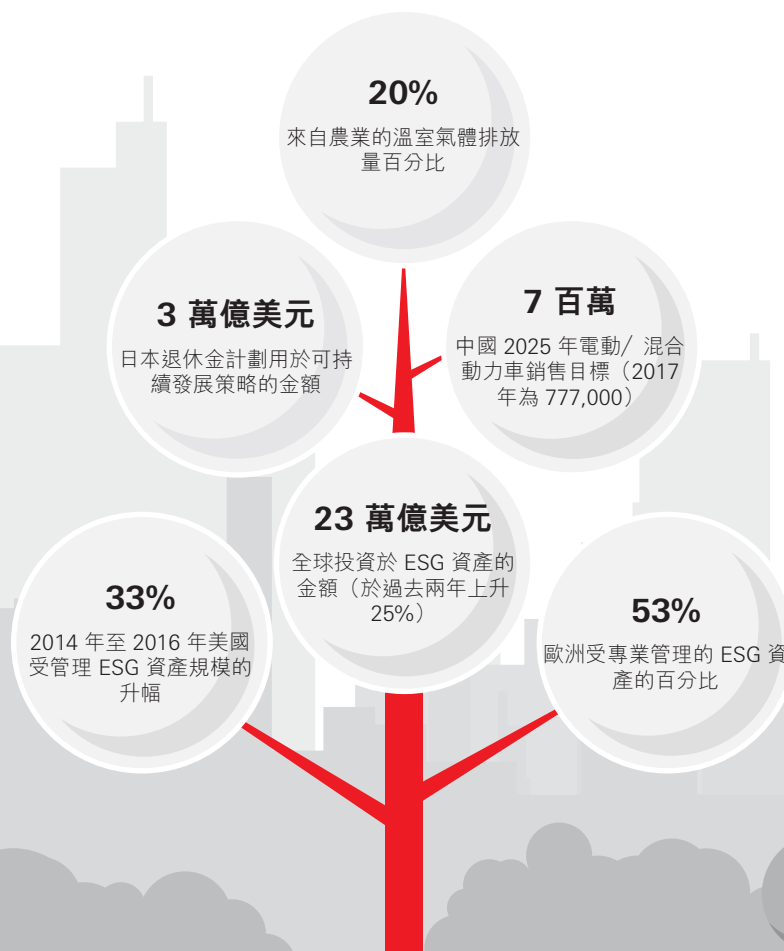 20%
來自農業的溫室氣體排放
量百分比
3 萬億美元
日本退休金計劃用於可持
續發展策略的金額
7 百萬
中國 2025 年電動/ 混合
動力車銷售目標（2017
年為 777,000）
23 萬億美元
全球投資於 ESG 資產的
金額（於過去兩年上升
25%）
33%
2014 年至 2016 年美國
受管理 ESG 資產規模的
升幅
53%
歐洲受專業管理的 ESG 資
產的百分比